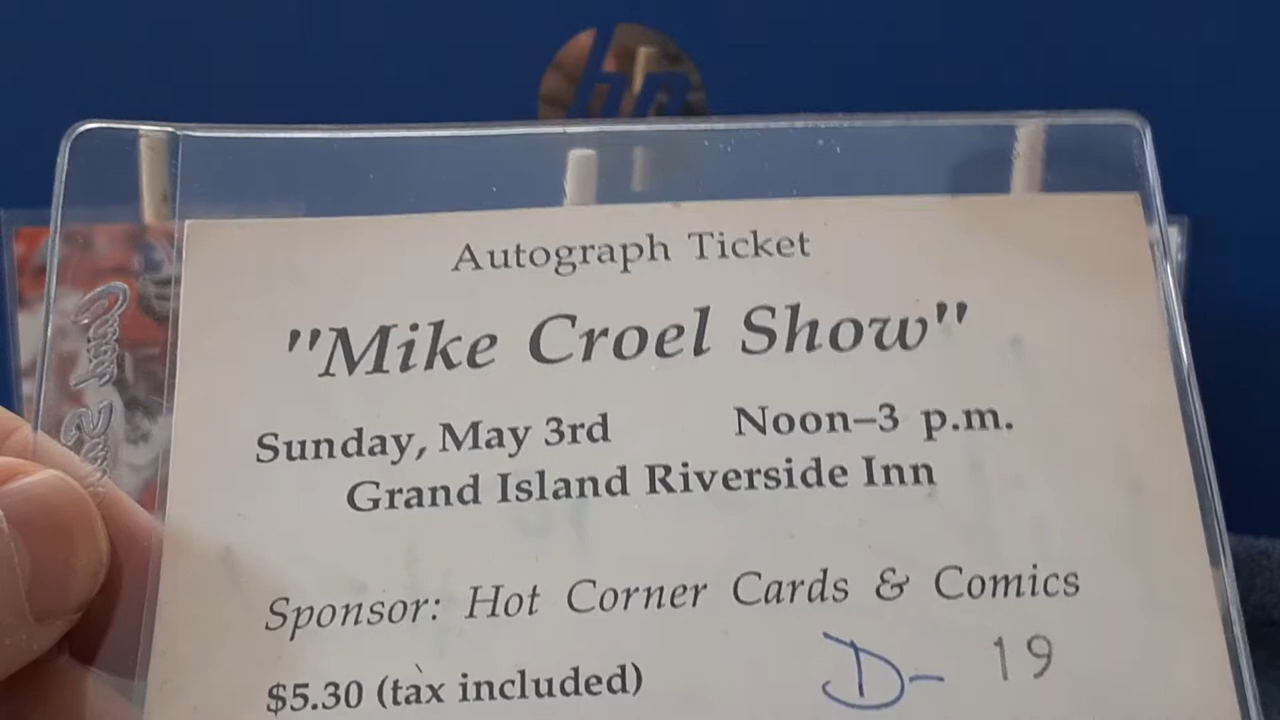 hp
Autograph Ticket
"Mike Croel Show"
Sunday, May 3rd Noon–3 p.m.
Grand Island Riverside Inn
Sponsor: Hot Corner Cards & Comics
$5.30 (tax included) D– 19